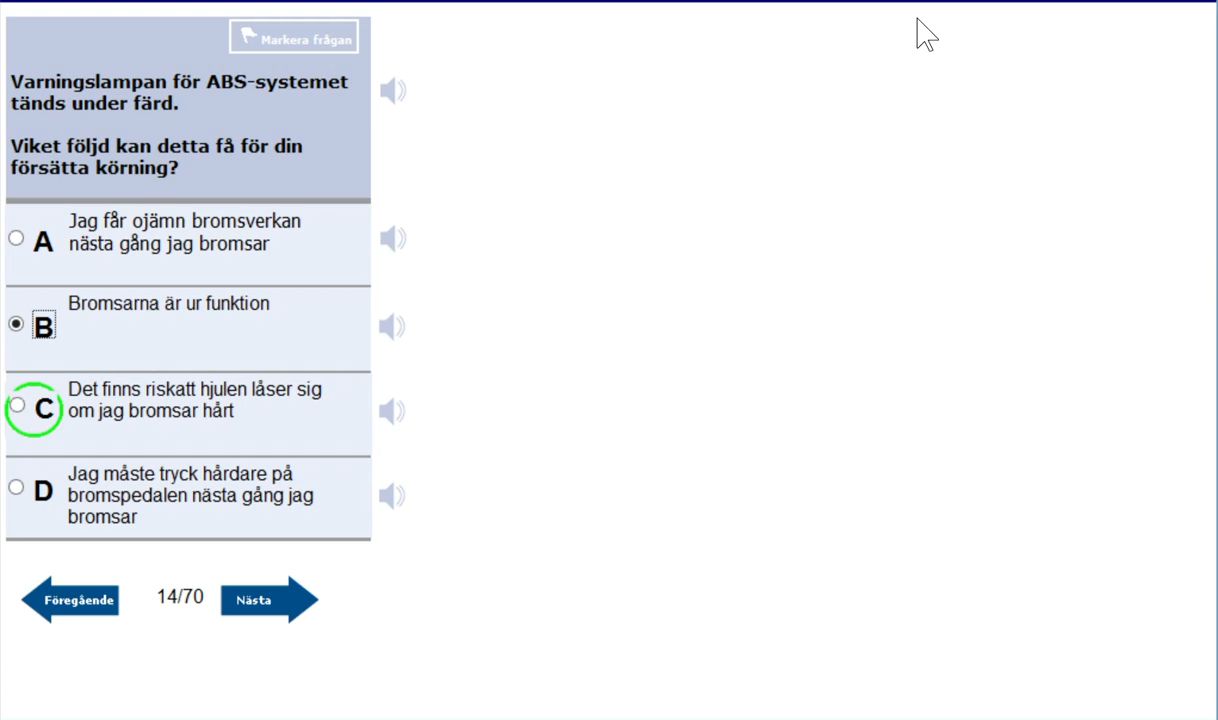 Markera frågan
Varningslampan för ABS-systemet
tänds under färd.
Viket följd kan detta få för din
försätta körning?
A
Jag får ojämn bromsverkan
nästa gång jag bromsar
B
Bromsarna är ur funktion
C
Det finns riskatt hjulen låser sig
om jag bromsar hårt
D
Jag måste tryck hårdare på
bromspedalen nästa gång jag
bromsar
Föregående
14/70
Nästa